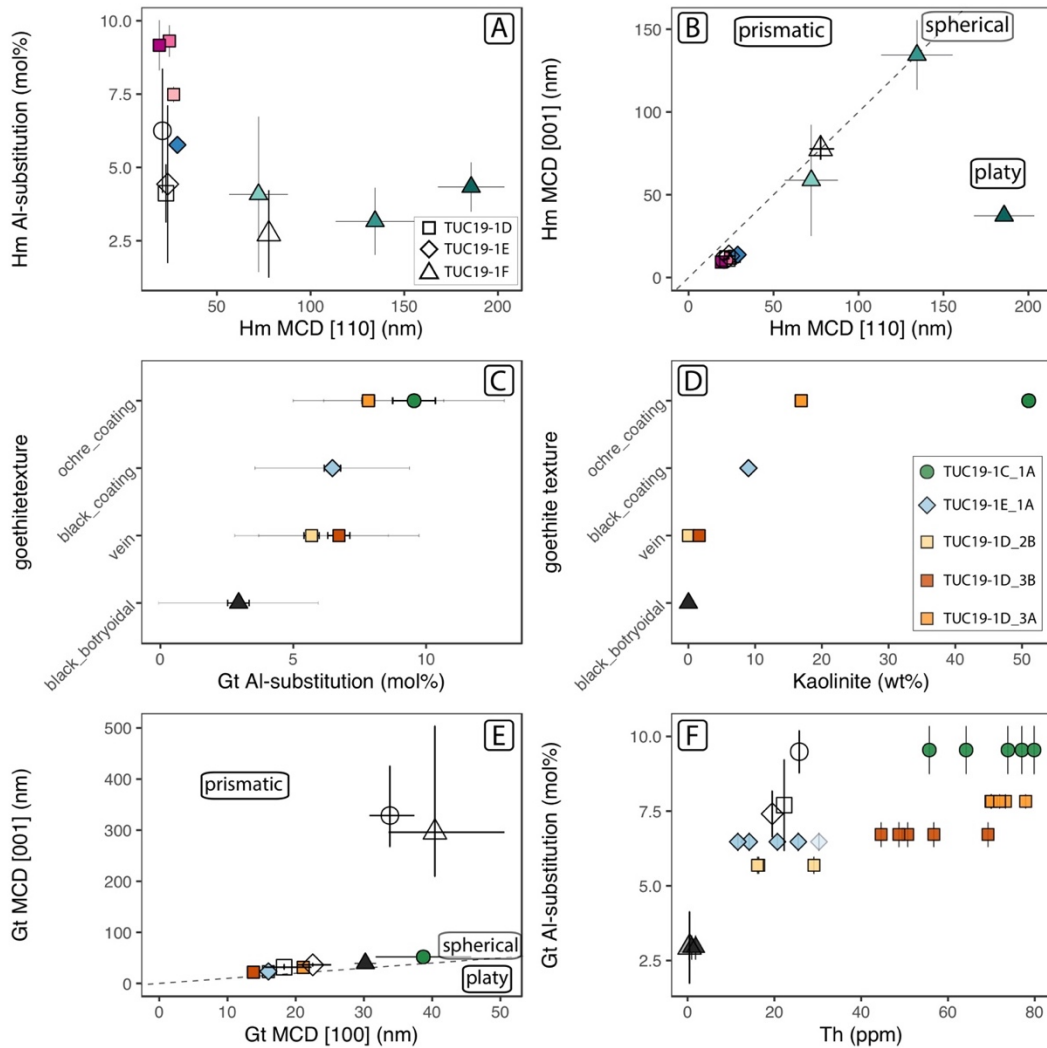 A
Hm Al-substitution (mol%)
10.0
7.5
5.0
2.5
TUC19-1D
TUC19-1E
TUC19-1F
50
100
150
200
Hm MCD [110] (nm)
B
prismatic
spherical
platy
Hm MCD [001] (nm)
150
100
50
0
0
50
100
150
200
Hm MCD [110] (nm)
C
goethitetexture
ochre_coating
black_coating
vein
black_botryoidal
0
5
10
Gt Al-substitution (mol%)
D
goethite texture
ochre_coating
black_coating
vein
black_botryoidal
TUC19-1C_1A
TUC19-1E_1A
TUC19-1D_2B
TUC19-1D_3B
TUC19-1D_3A
0
10
20
30
40
50
Kaolinite (wt%)
E
prismatic
spherical
platy
Gt MCD [001] (nm)
500
400
300
200
100
0
0
10
20
30
40
50
Gt MCD [100] (nm)
F
Gt Al-substitution (mol%)
10.0
7.5
5.0
2.5
0
20
40
60
80
Th (ppm)